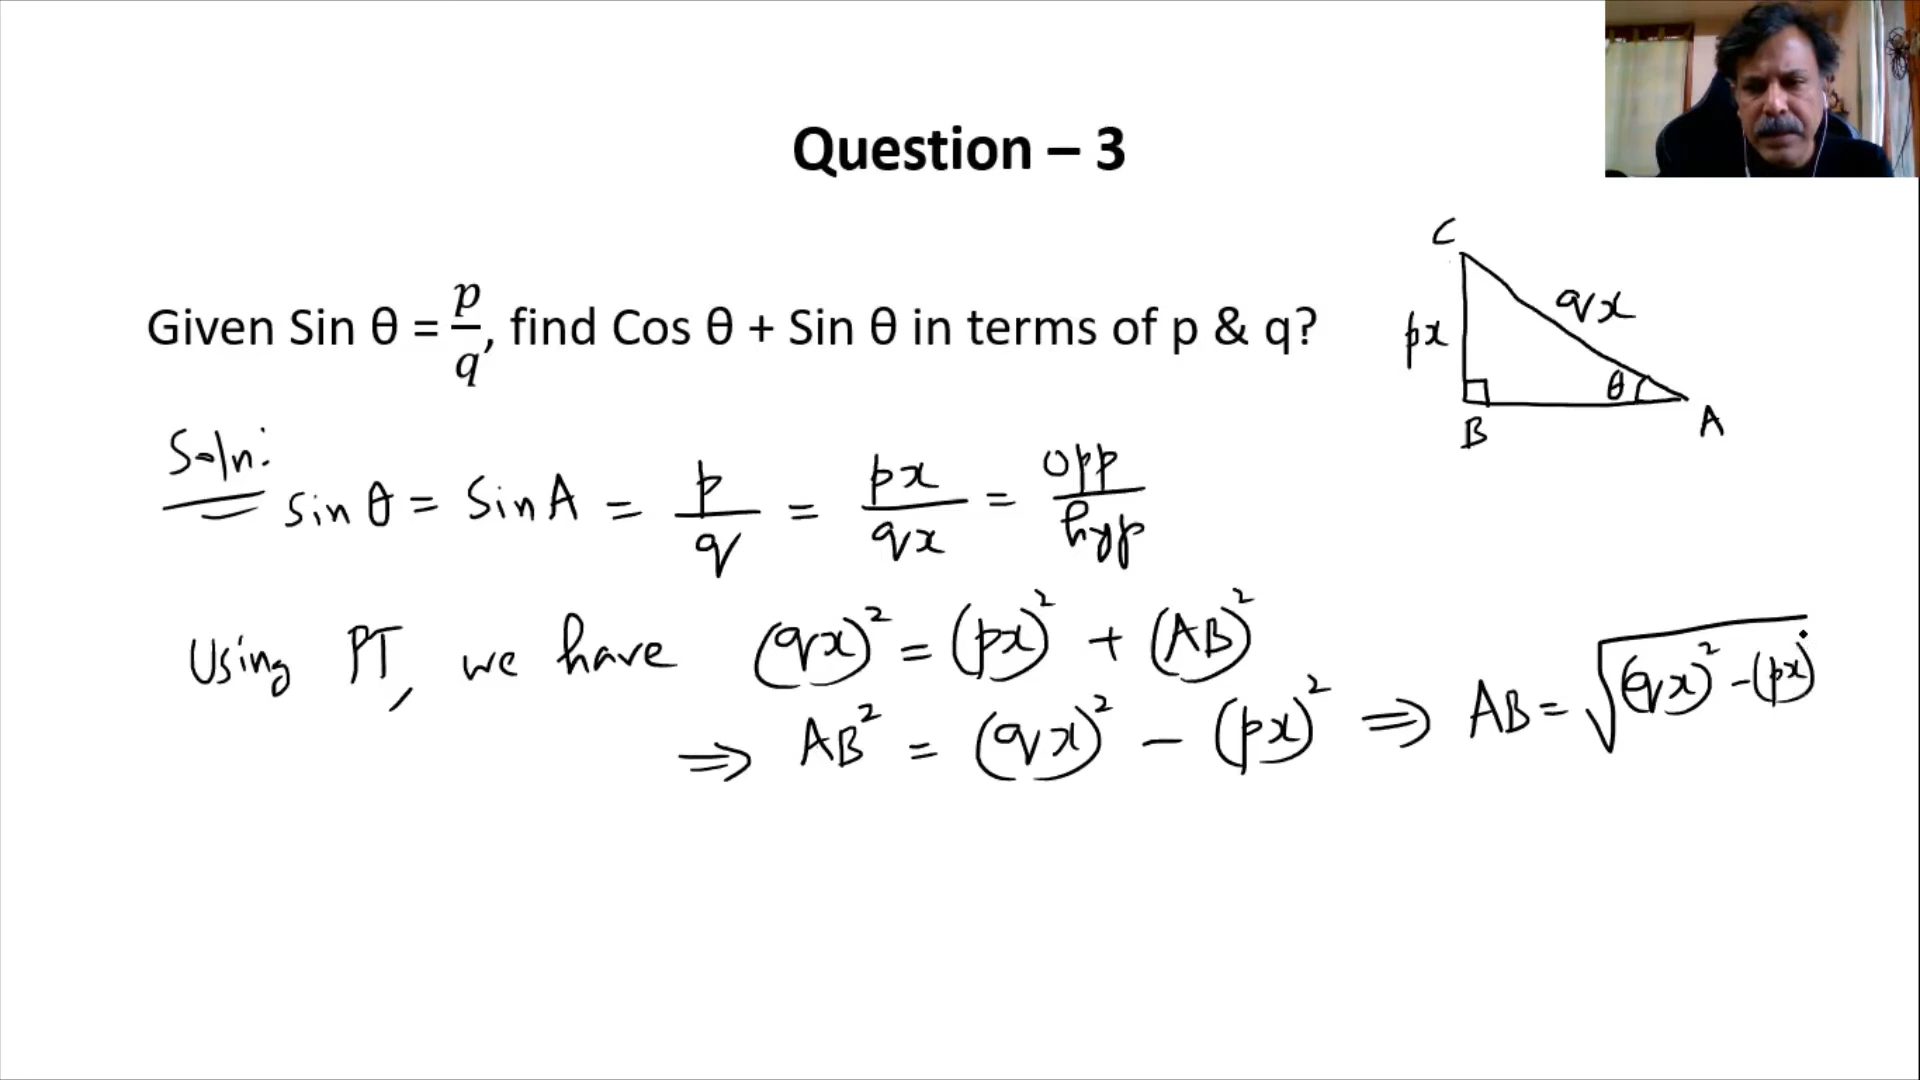 Question – 3
Given Sin θ = p/q, find Cos θ + Sin θ in terms of p & q?
Soln:
sin θ = Sin A = p/q = px/qx = opp/hyp
Using PT, we have (qx)² = (px)² + (AB)²
⇒ AB² = (qx)² − (px)² ⇒ AB = √(qx)² − (px)
C
qx
px
θ
B
A